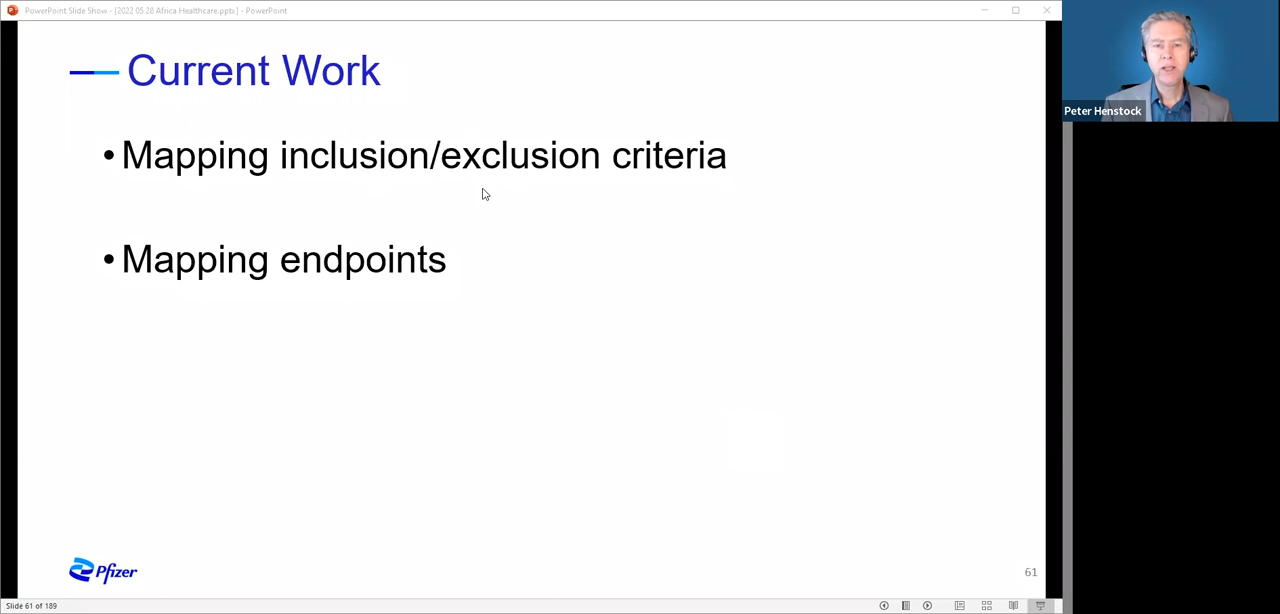 PowerPoint Slide Show - [2022 05 28 Africa Healthcare.pptx] - PowerPoint
Current Work
• Mapping inclusion/exclusion criteria
• Mapping endpoints
Pfizer
61
Slide 61 of 189
Peter Henstock